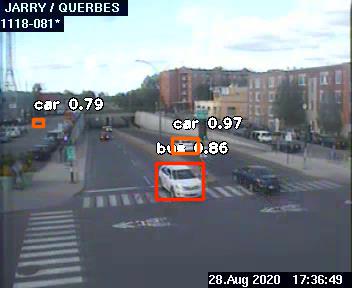 JARRY / QUERBES
1118-081*
car 0.79
car 0.97
bus 0.86
28.Aug 2020 17:36:49